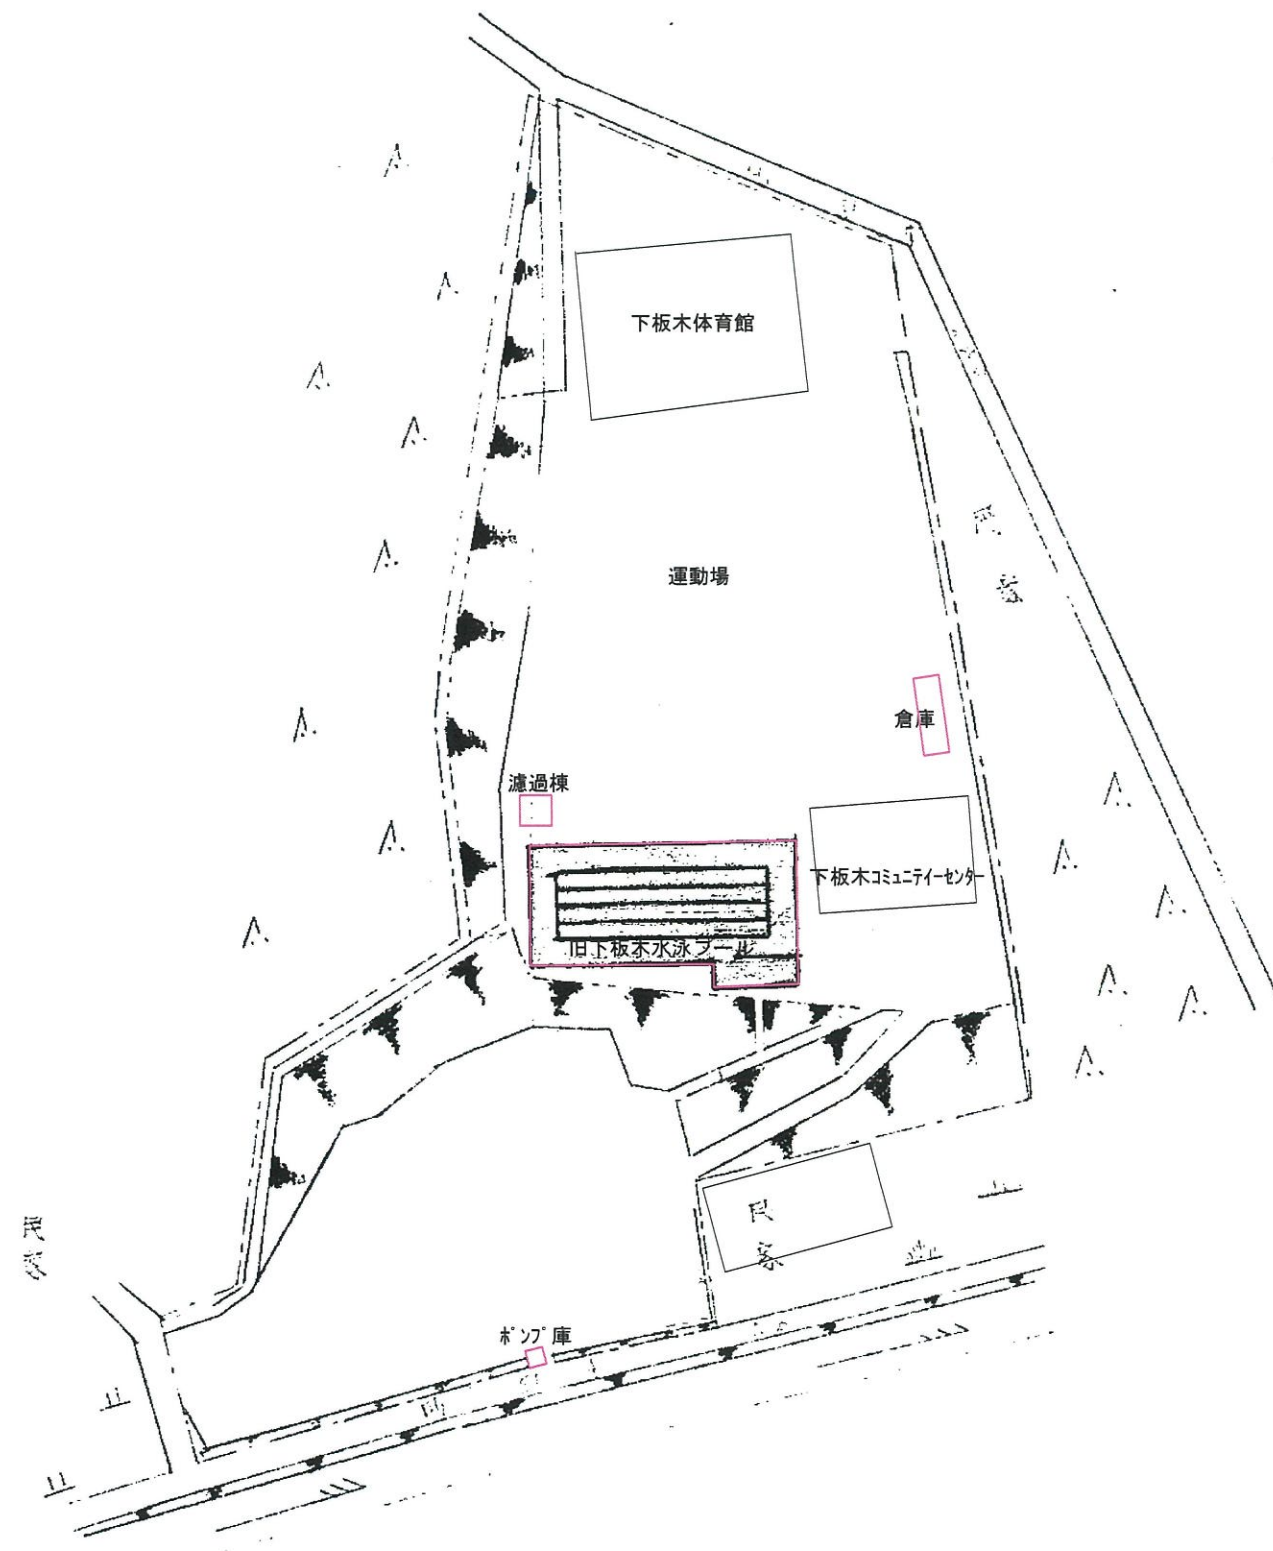 下板木体育館
運動場
民
家
倉庫
濾過棟
下板木ｺﾐｭﾆﾃｲｰｾﾝﾀｰ
旧下板木水泳プール
民
家
民
家
ﾎﾟﾝﾌﾟ庫